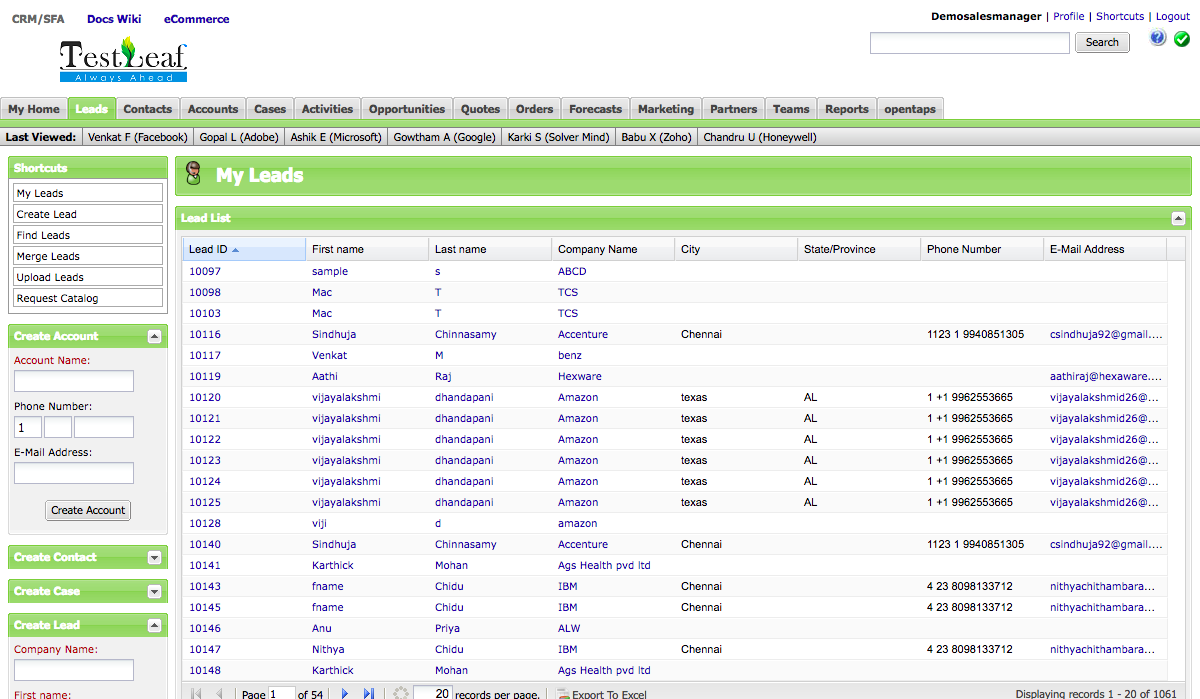 CRM/SFA Docs Wiki eCommerce
Demosalesmanager | Profile | Shortcuts | Logout
TestLeaf
Always Ahead
Search
?
My Home Leads Contacts Accounts Cases Activities Opportunities Quotes Orders Forecasts Marketing Partners Teams Reports opentaps
Last Viewed: Venkat F (Facebook) Gopal L (Adobe) Ashik E (Microsoft) Gowtham A (Google) Karki S (Solver Mind) Babu X (Zoho) Chandru U (Honeywell)
Shortcuts
My Leads
Create Lead
Find Leads
Merge Leads
Upload Leads
Request Catalog
Create Account
Account Name:
Phone Number:
1
E-Mail Address:
Create Account
Create Contact
Create Case
Create Lead
Company Name:
First name:
My Leads
Lead List
Lead ID First name Last name Company Name City State/Province Phone Number E-Mail Address
10097 sample s ABCD
10098 Mac T TCS
10103 Mac T TCS
10116 Sindhuja Chinnasamy Accenture Chennai 1123 1 9940851305 csindhuja92@gmail....
10117 Venkat M benz
10119 Aathi Raj Hexware aathiraj@hexaware....
10120 vijayalakshmi dhandapani Amazon texas AL 1 +1 9962553665 vijayalakshmid26@...
10121 vijayalakshmi dhandapani Amazon texas AL 1 +1 9962553665 vijayalakshmid26@...
10122 vijayalakshmi dhandapani Amazon texas AL 1 +1 9962553665 vijayalakshmid26@...
10123 vijayalakshmi dhandapani Amazon texas AL 1 +1 9962553665 vijayalakshmid26@...
10124 vijayalakshmi dhandapani Amazon texas AL 1 +1 9962553665 vijayalakshmid26@...
10125 vijayalakshmi dhandapani Amazon texas AL 1 +1 9962553665 vijayalakshmid26@...
10128 viji d amazon
10140 Sindhuja Chinnasamy Accenture Chennai 1123 1 9940851305 csindhuja92@gmail....
10141 Karthick Mohan Ags Health pvd ltd
10143 fname Chidu IBM Chennai 4 23 8098133712 nithyachithambara...
10145 fname Chidu IBM Chennai 4 23 8098133712 nithyachithambara...
10146 Anu Priya ALW
10147 Nithya Chidu IBM Chennai 4 23 8098133712 nithyachithambara...
10148 Karthick Mohan Ags Health pvd ltd
Page 1 of 54 20 records per page. Export To Excel Displaying records 1 - 20 of 1061